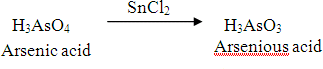 SnCl2
H3AsO4 H3AsO3
Arsenic acid Arsenious acid